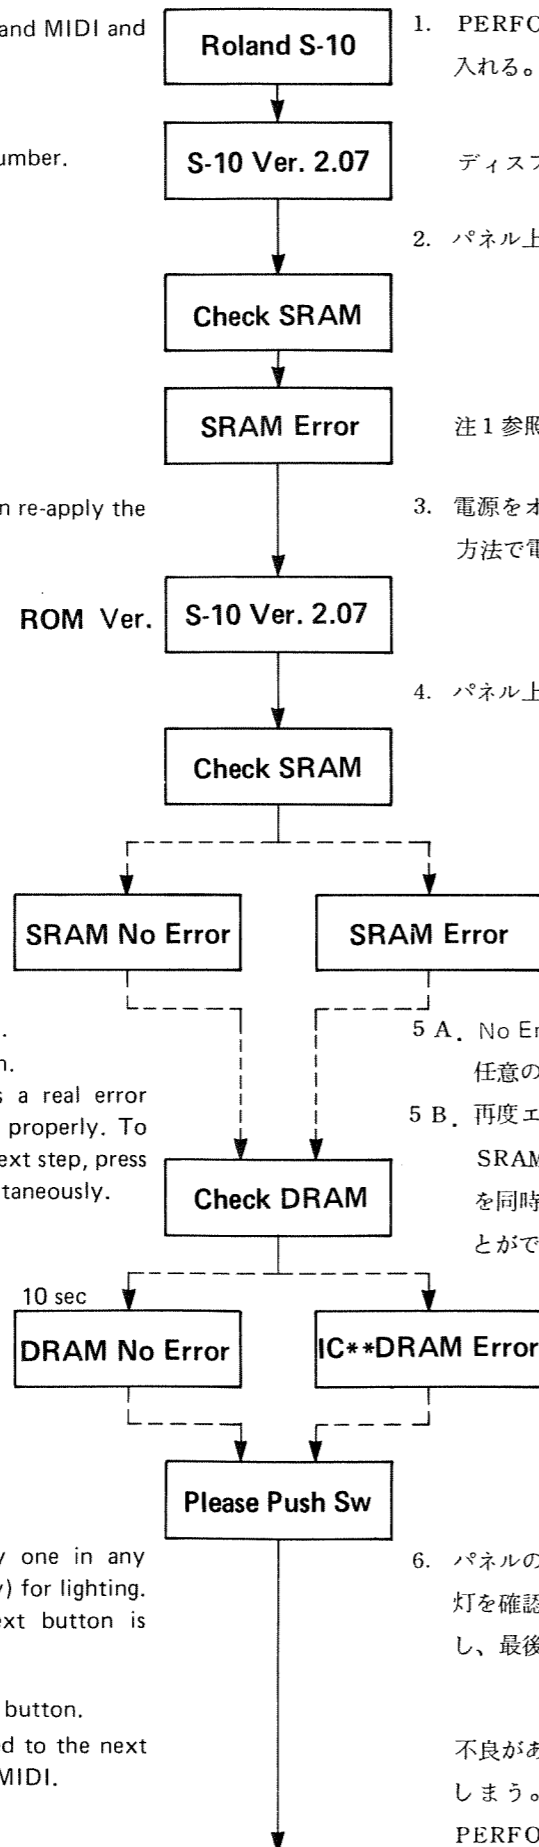 and MIDI and
Roland S-10
1. PERFO
入れる。
umber.
S-10 Ver. 2.07
ディスプ
2. パネル上
Check SRAM
SRAM Error
注1参照
n re-apply the
3. 電源をオ
方法で電
ROM Ver.
S-10 Ver. 2.07
4. パネル上
Check SRAM
SRAM No Error
SRAM Error
.
n.
s a real error
properly. To
ext step, press
taneously.
5 A. No Er
任意の
5 B. 再度エ
SRAM
を同時
とがで
Check DRAM
10 sec
DRAM No Error
IC**DRAM Error
Please Push Sw
y one in any
y) for lighting.
ext button is
6. パネルの
灯を確認
し、最後
button.
ed to the next
MIDI.
不良があ
しまう。
PERFO